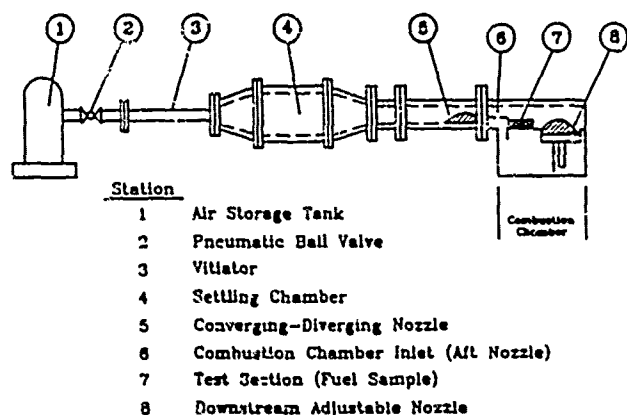 1 2 3 4 5 6 7 8
Combustion
Chamber
Station
1 Air Storage Tank
2 Pneumatic Ball Valve
3 Vitiator
4 Settling Chamber
5 Converging-Diverging Nozzle
6 Combustion Chamber Inlet (Aft Nozzle)
7 Test Section (Fuel Sample)
8 Downstream Adjustable Nozzle